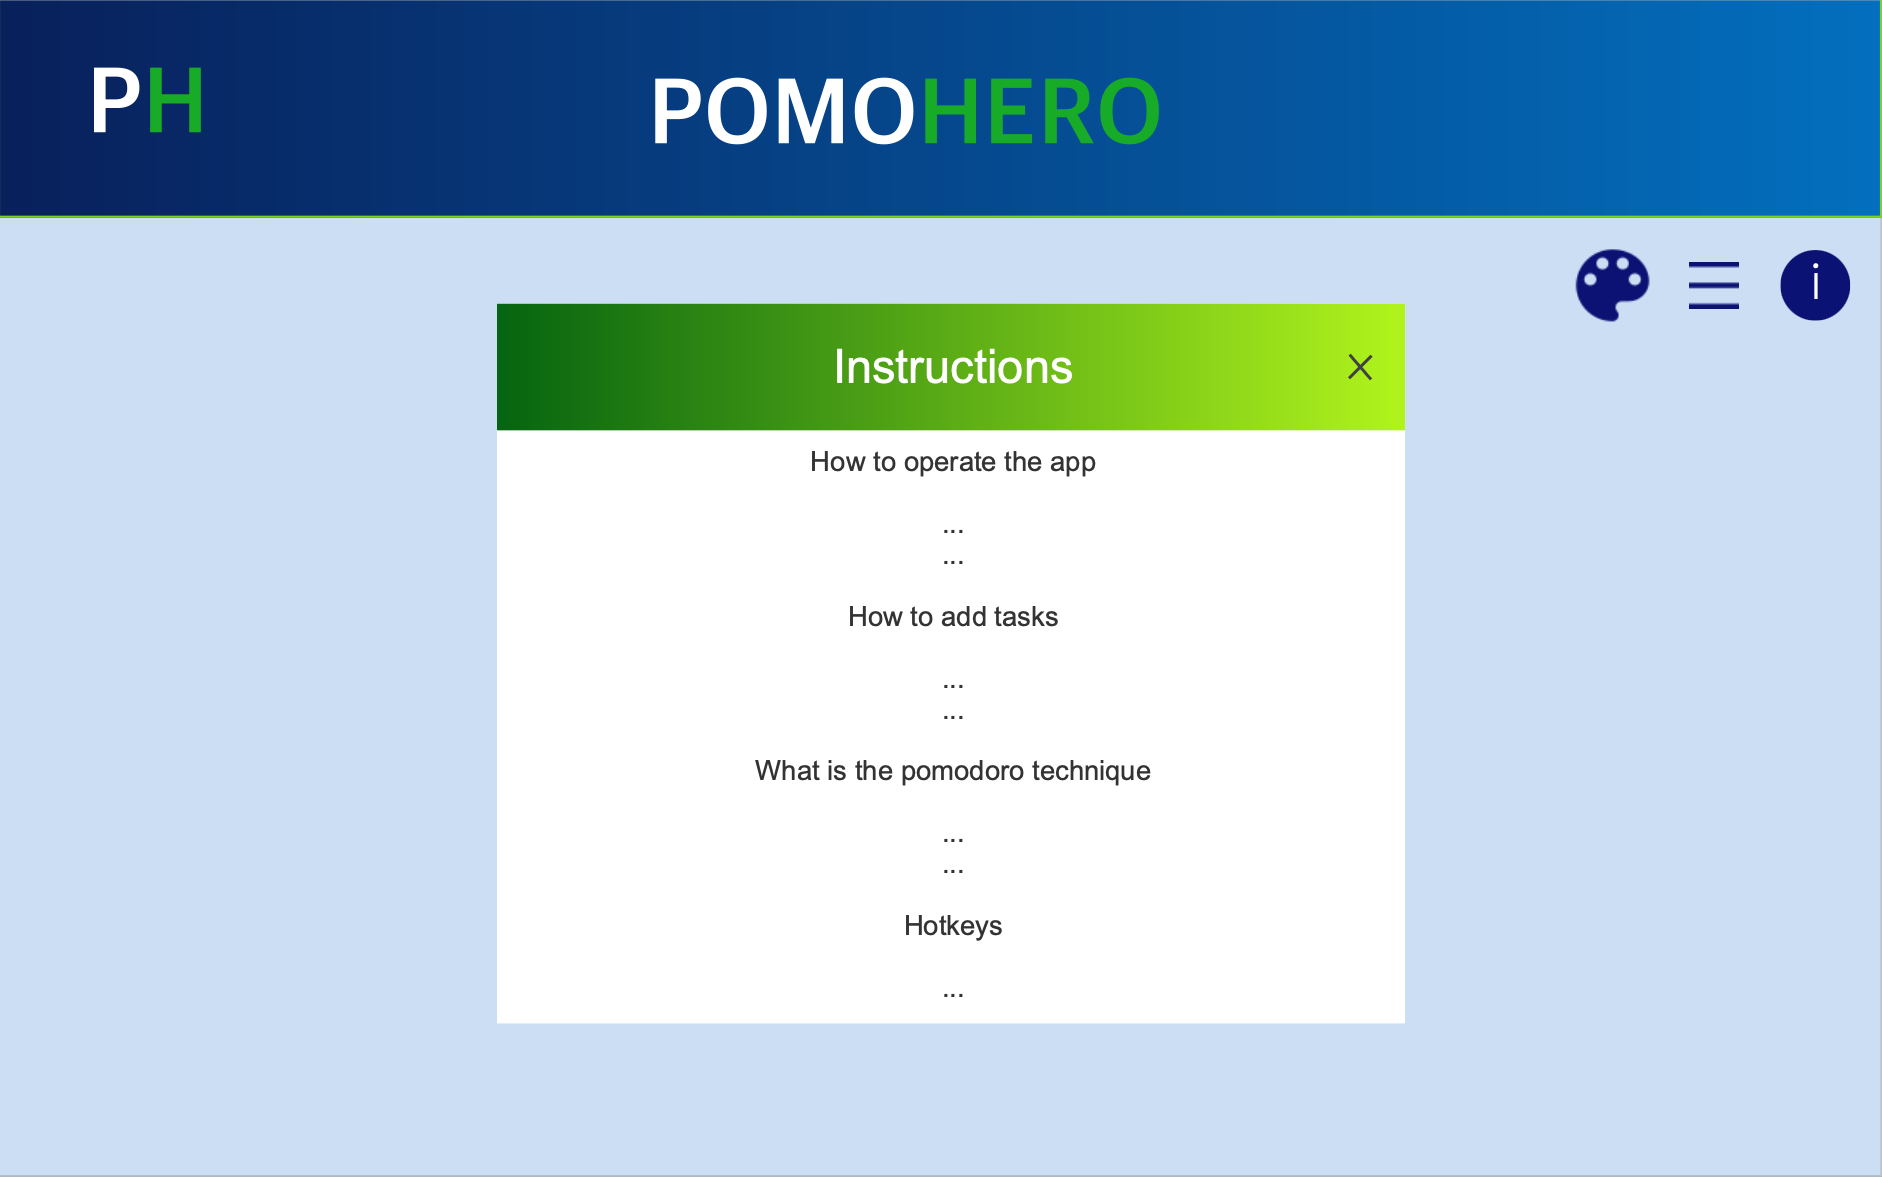 PH
POMOHERO
i
Instructions
How to operate the app
...
...
How to add tasks
...
...
What is the pomodoro technique
...
...
Hotkeys
...